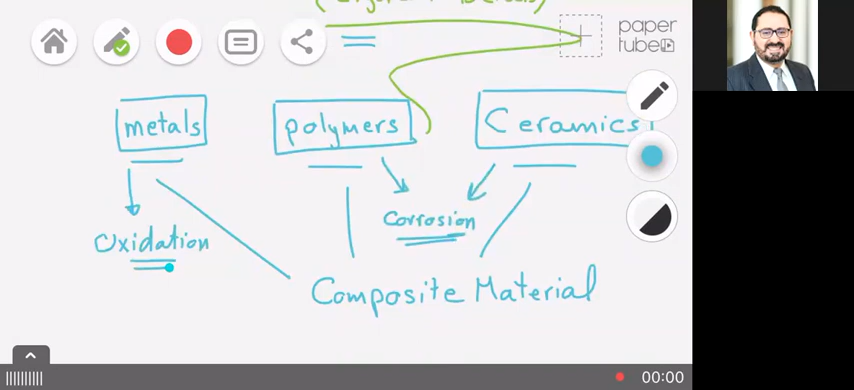 paper
tube
metals
polymers
Ceramics
Corrosion
Oxidation
Composite Material
00:00